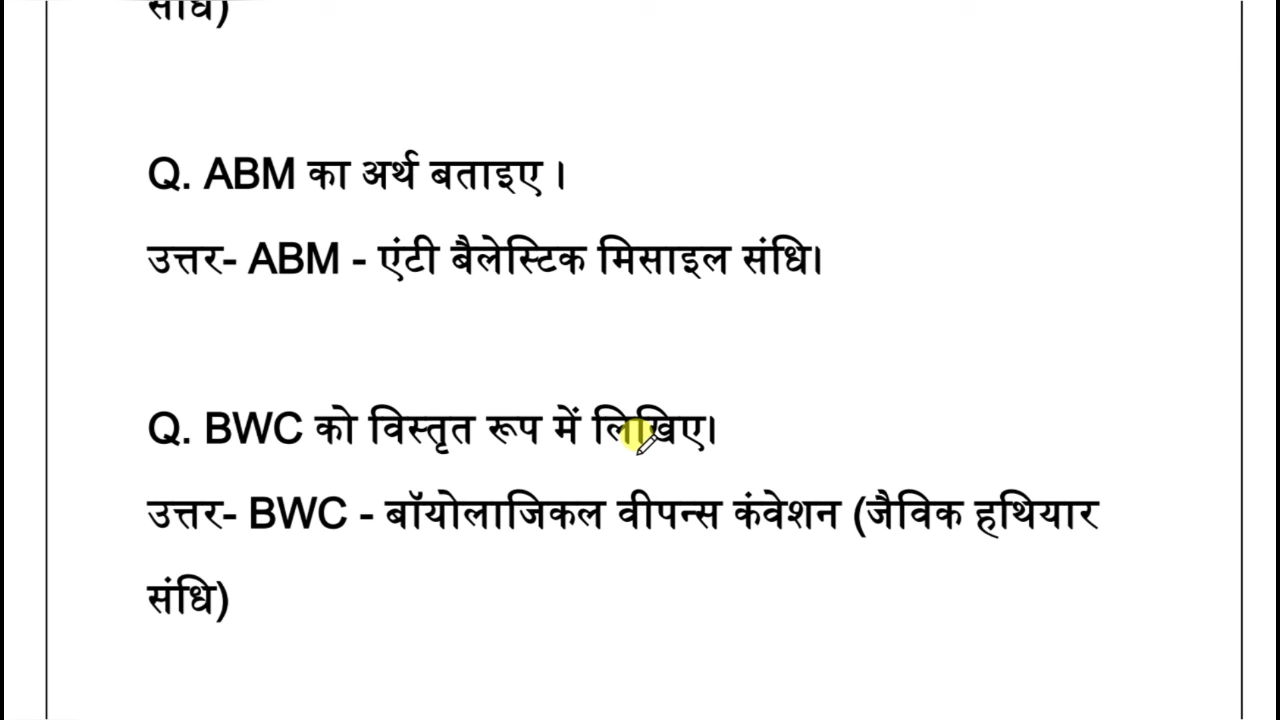 संधि)
Q. ABM का अर्थ बताइए ।
उत्तर- ABM - एंटी बैलेस्टिक मिसाइल संधि।
Q. BWC को विस्तृत रूप में लिखिए।
उत्तर- BWC - बॉयोलाजिकल वीपन्स कंवेशन (जैविक हथियार
संधि)